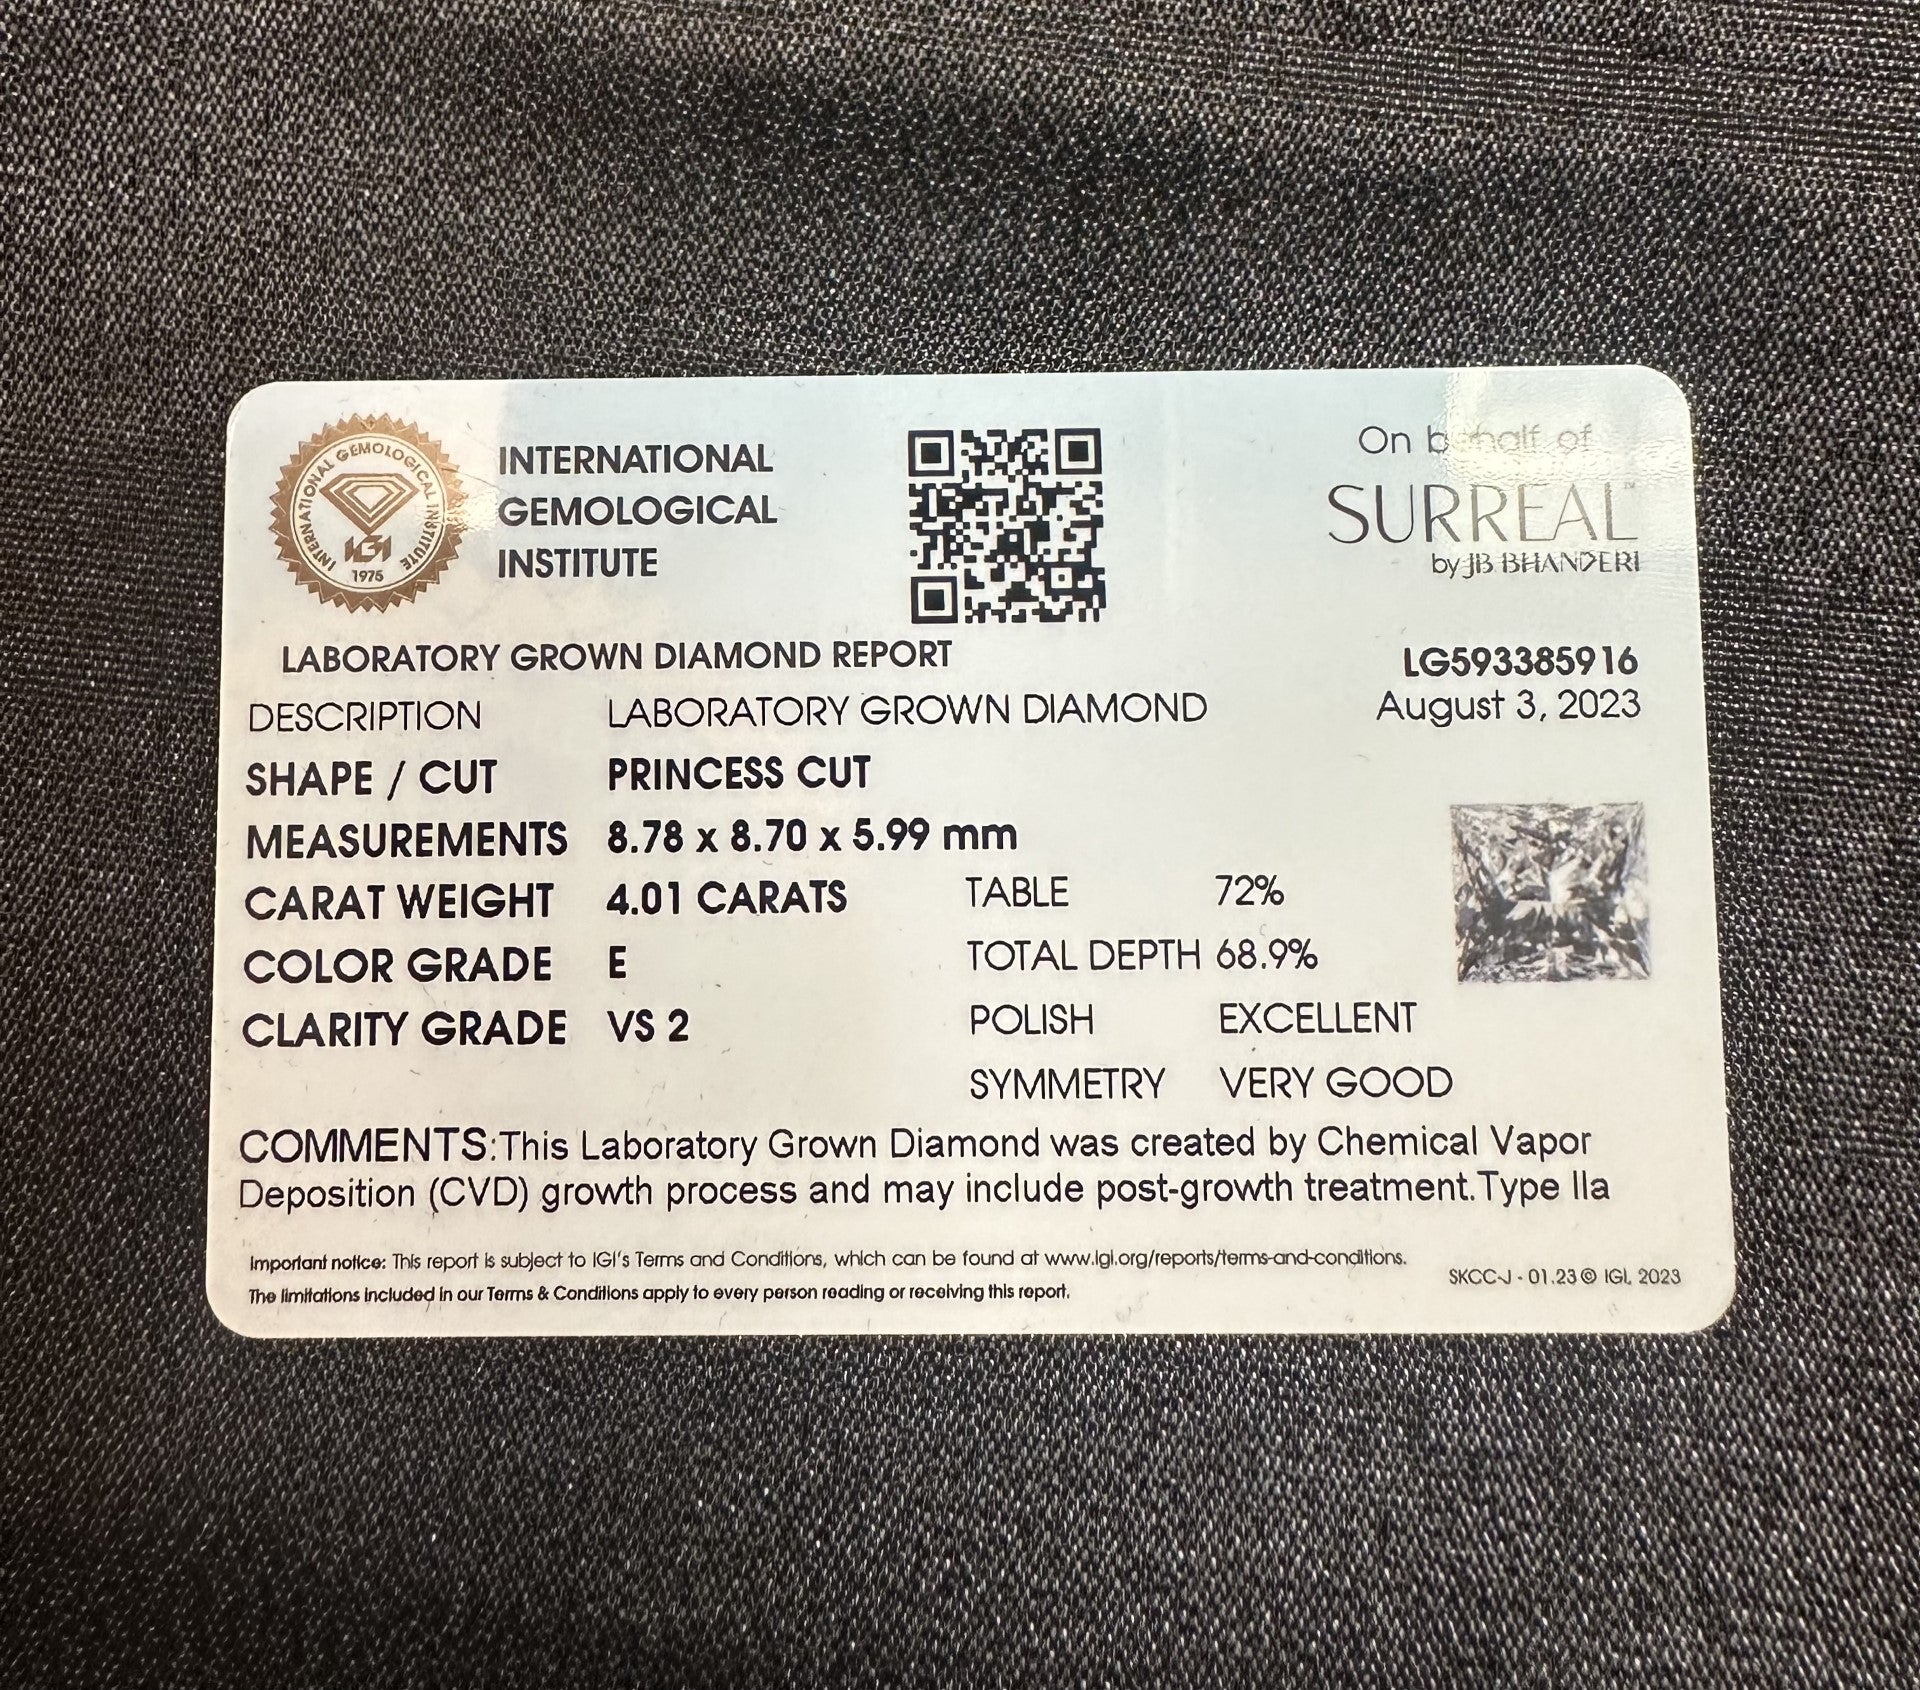 INTERNATIONAL GEMOLOGICAL INSTITUTE
IGI
1975
INTERNATIONAL
GEMOLOGICAL
INSTITUTE
On behalf of
SURREAL™
by JB BHANDERI
LABORATORY GROWN DIAMOND REPORT
LG593385916
August 3, 2023
DESCRIPTION LABORATORY GROWN DIAMOND
SHAPE / CUT PRINCESS CUT
MEASUREMENTS 8.78 x 8.70 x 5.99 mm
CARAT WEIGHT 4.01 CARATS
COLOR GRADE E
CLARITY GRADE VS 2
TABLE 72%
TOTAL DEPTH 68.9%
POLISH EXCELLENT
SYMMETRY VERY GOOD
COMMENTS:This Laboratory Grown Diamond was created by Chemical Vapor
Deposition (CVD) growth process and may include post-growth treatment.Type IIa
Important notice: This report is subject to IGI's Terms and Conditions, which can be found at www.igi.org/reports/terms-and-conditions.
The limitations included in our Terms & Conditions apply to every person reading or receiving this report.
SKCC-J - 01.23 © IGI, 2023